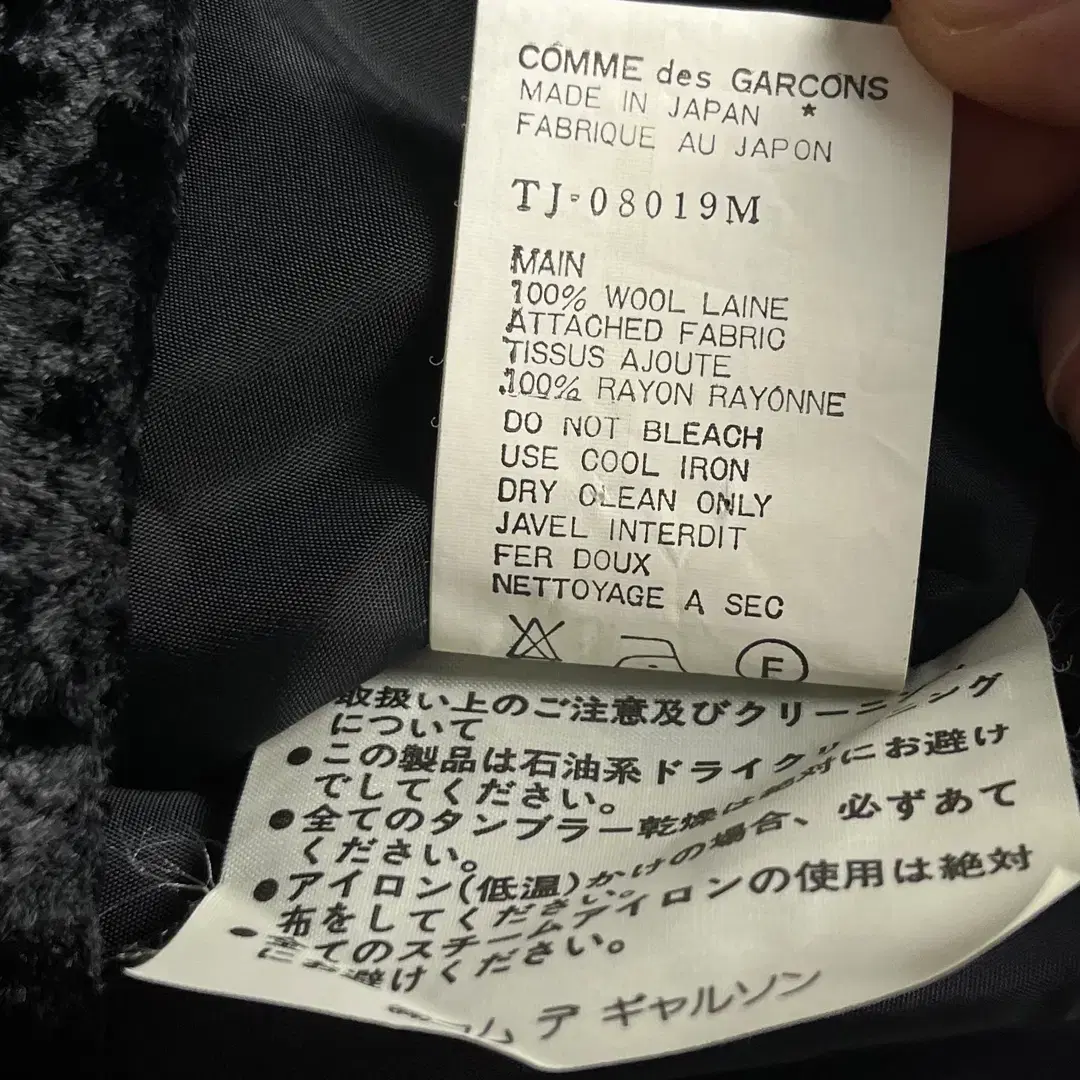 COMME des GARCONS
MADE IN JAPAN *
FABRIQUE AU JAPON
TJ-08019M
MAIN
100% WOOL LAINE
ATTACHED FABRIC
TISSUS AJOUTE
100% RAYON RAYONNE
DO NOT BLEACH
USE COOL IRON
DRY CLEAN ONLY
JAVEL INTERDIT
FER DOUX
NETTOYAGE A SEC
F
取扱い上のご注意及びクリーニング
について
●この製品は石油系ドライクリ
でしてください。
●全てのタンブラー乾燥は絶対にお避け
ください。
●アイロン(低温)かけの場合、必ずあて
布をしてください。
全てのスチームアイロンの使用は絶対
にお避けください。
ム デ ギャルソン